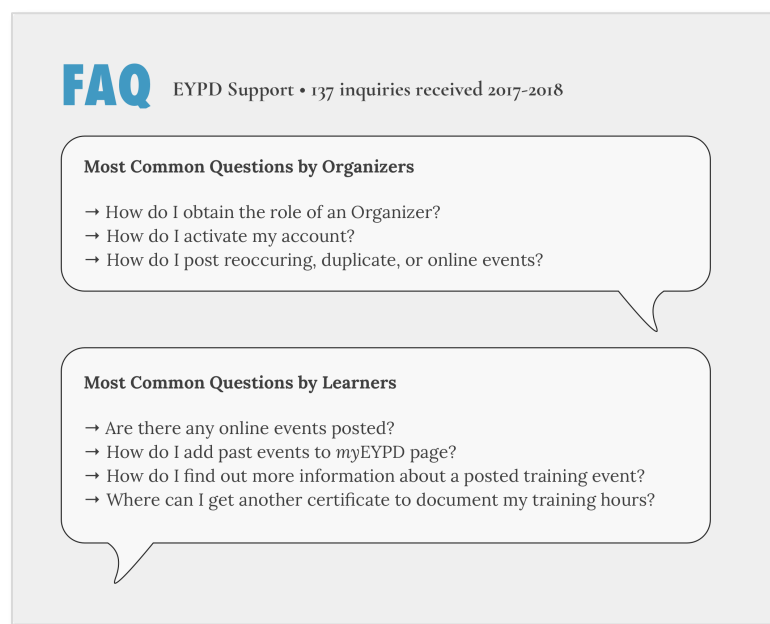 FAQ EYPD Support • 137 inquiries received 2017-2018
Most Common Questions by Organizers
→ How do I obtain the role of an Organizer?
→ How do I activate my account?
→ How do I post reoccuring, duplicate, or online events?
Most Common Questions by Learners
→ Are there any online events posted?
→ How do I add past events to myEYPD page?
→ How do I find out more information about a posted training event?
→ Where can I get another certificate to document my training hours?